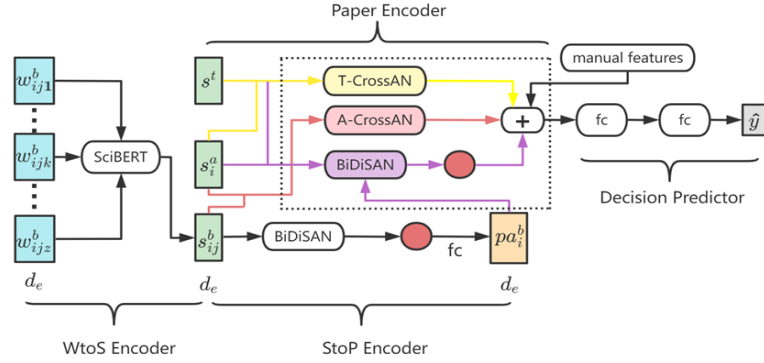 Paper Encoder
w^b_{ij1}
s^t
T-CrossAN
manual features
A-CrossAN
+
fc
fc
ŷ
w^b_{ijk}
SciBERT
s^a_i
BiDiSAN
Decision Predictor
w^b_{ijz}
s^b_{ij}
BiDiSAN
fc
pa^b_i
d_e
d_e
d_e
WtoS Encoder
StoP Encoder